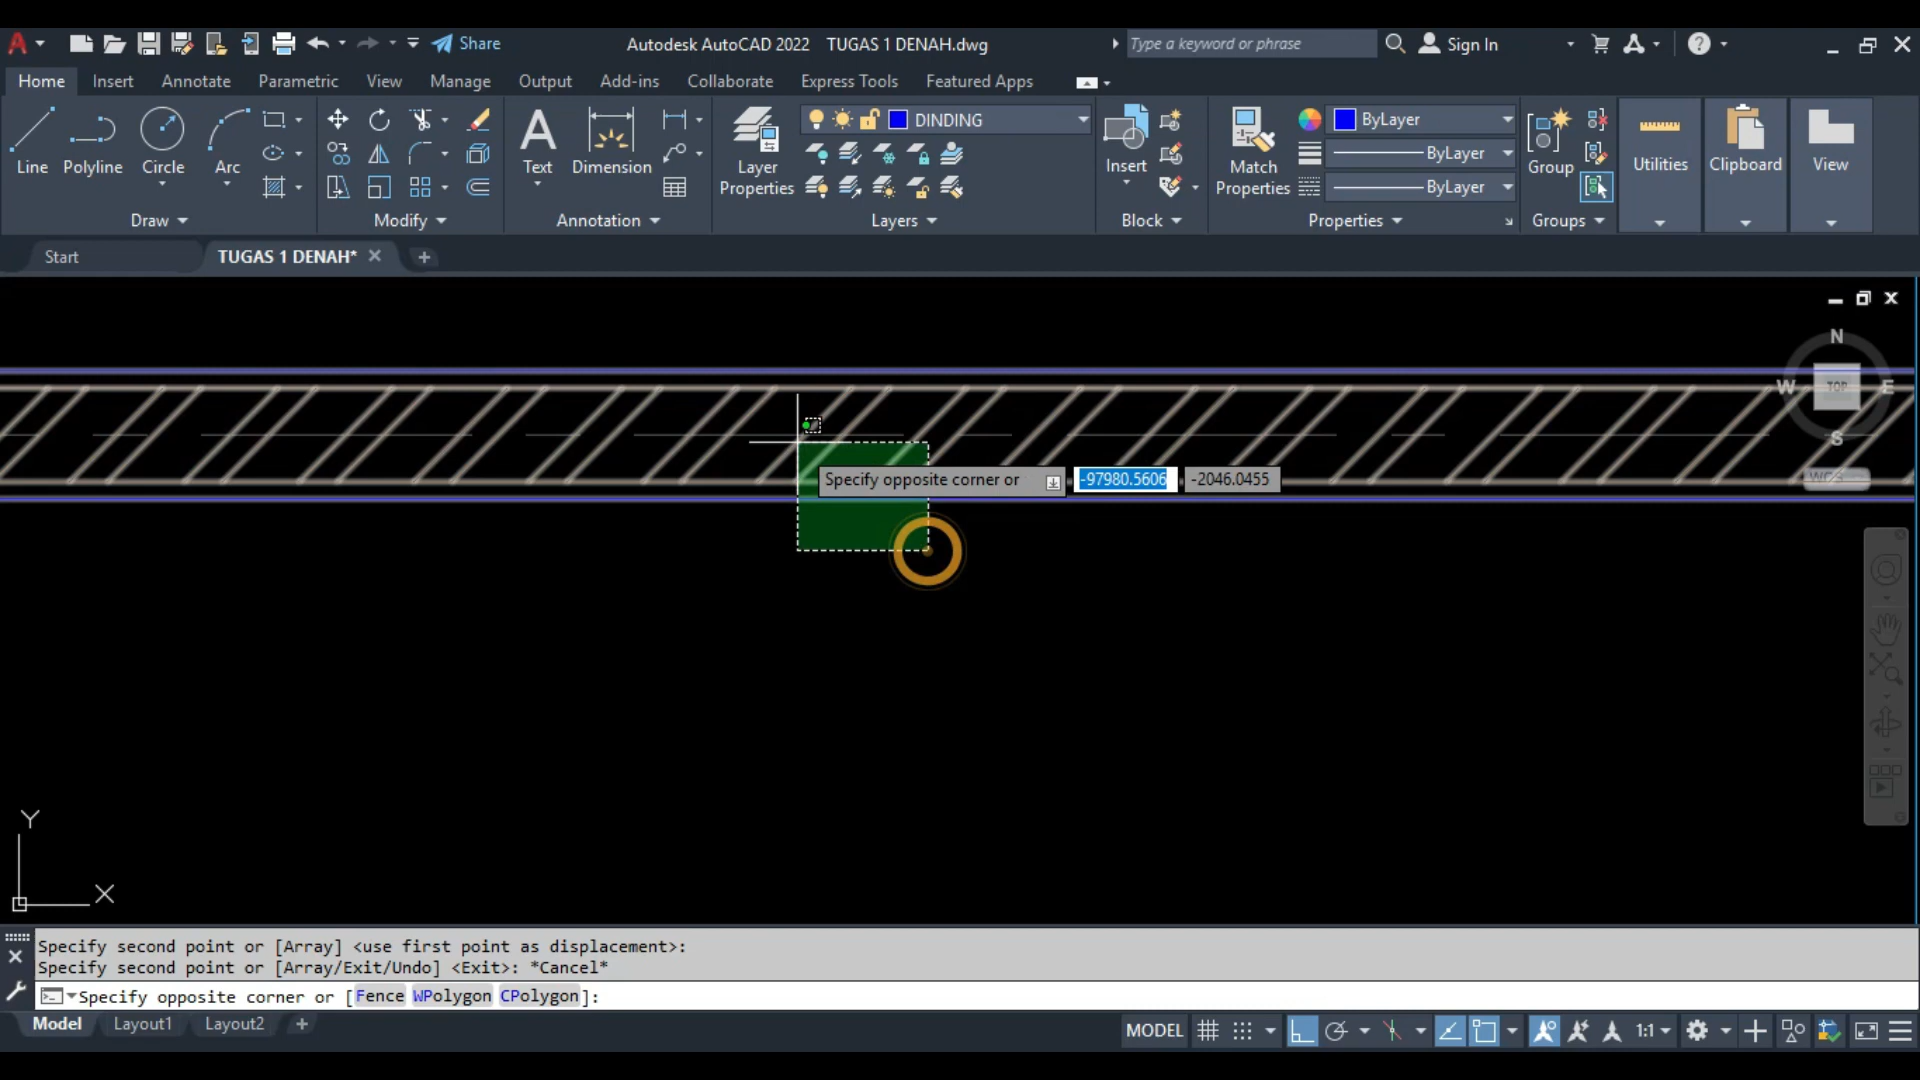 Share
Autodesk AutoCAD 2022 TUGAS 1 DENAH.dwg
Type a keyword or phrase
Sign In
Home Insert Annotate Parametric View Manage Output Add-ins Collaborate Express Tools Featured Apps
Line Polyline Circle Arc
Draw
Modify
Text Dimension
Annotation
Layer Properties
DINDING
Layers
Insert
Block
Match Properties
ByLayer
ByLayer
ByLayer
Properties
Group
Groups
Utilities
Clipboard
View
Start TUGAS 1 DENAH*
N
W TOP E
S
WCS
Specify opposite corner or -97980.5606 -2046.0455
Y
X
Specify second point or [Array] <use first point as displacement>:
Specify second point or [Array/Exit/Undo] <Exit>: *Cancel*
Specify opposite corner or [Fence WPolygon CPolygon]:
Model Layout1 Layout2
MODEL 1:1